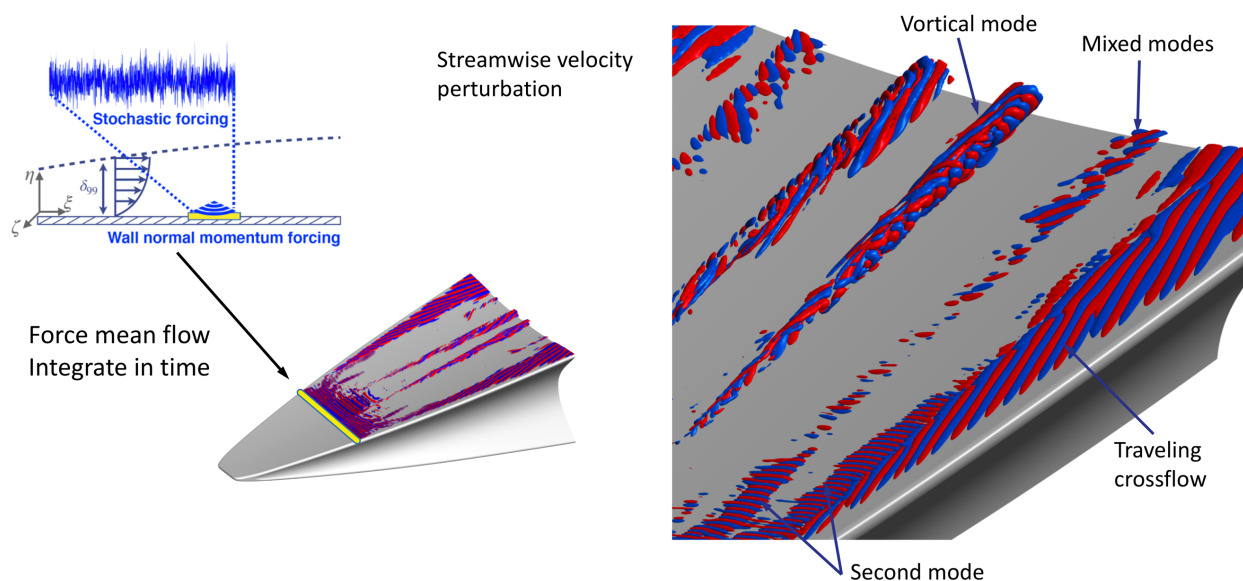 Streamwise velocity
perturbation
Stochastic forcing
η
δ99
ξ
ζ
Wall normal momentum forcing
Force mean flow
Integrate in time
Vortical mode
Mixed modes
Traveling
crossflow
Second mode